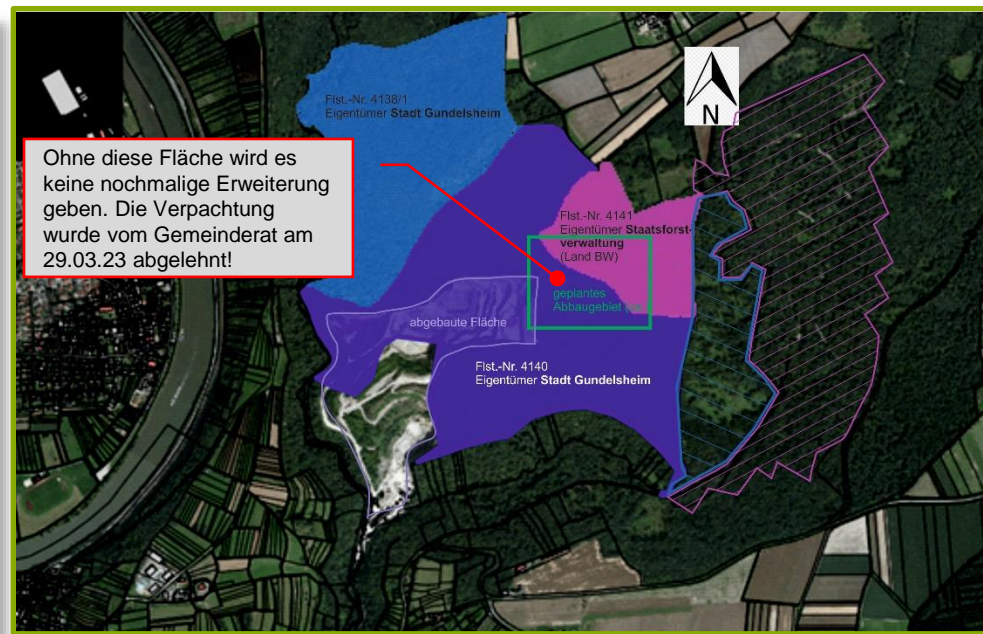 Flst.-Nr. 4138/1
Eigentümer Stadt Gundelsheim
N
Ohne diese Fläche wird es
keine nochmalige Erweiterung
geben. Die Verpachtung
wurde vom Gemeinderat am
29.03.23 abgelehnt!
Flst.-Nr. 4141
Eigentümer Staatsforst-
verwaltung
(Land BW)
geplantes
Abbaugebiet
abgebaute Fläche
Flst.-Nr. 4140
Eigentümer Stadt Gundelsheim